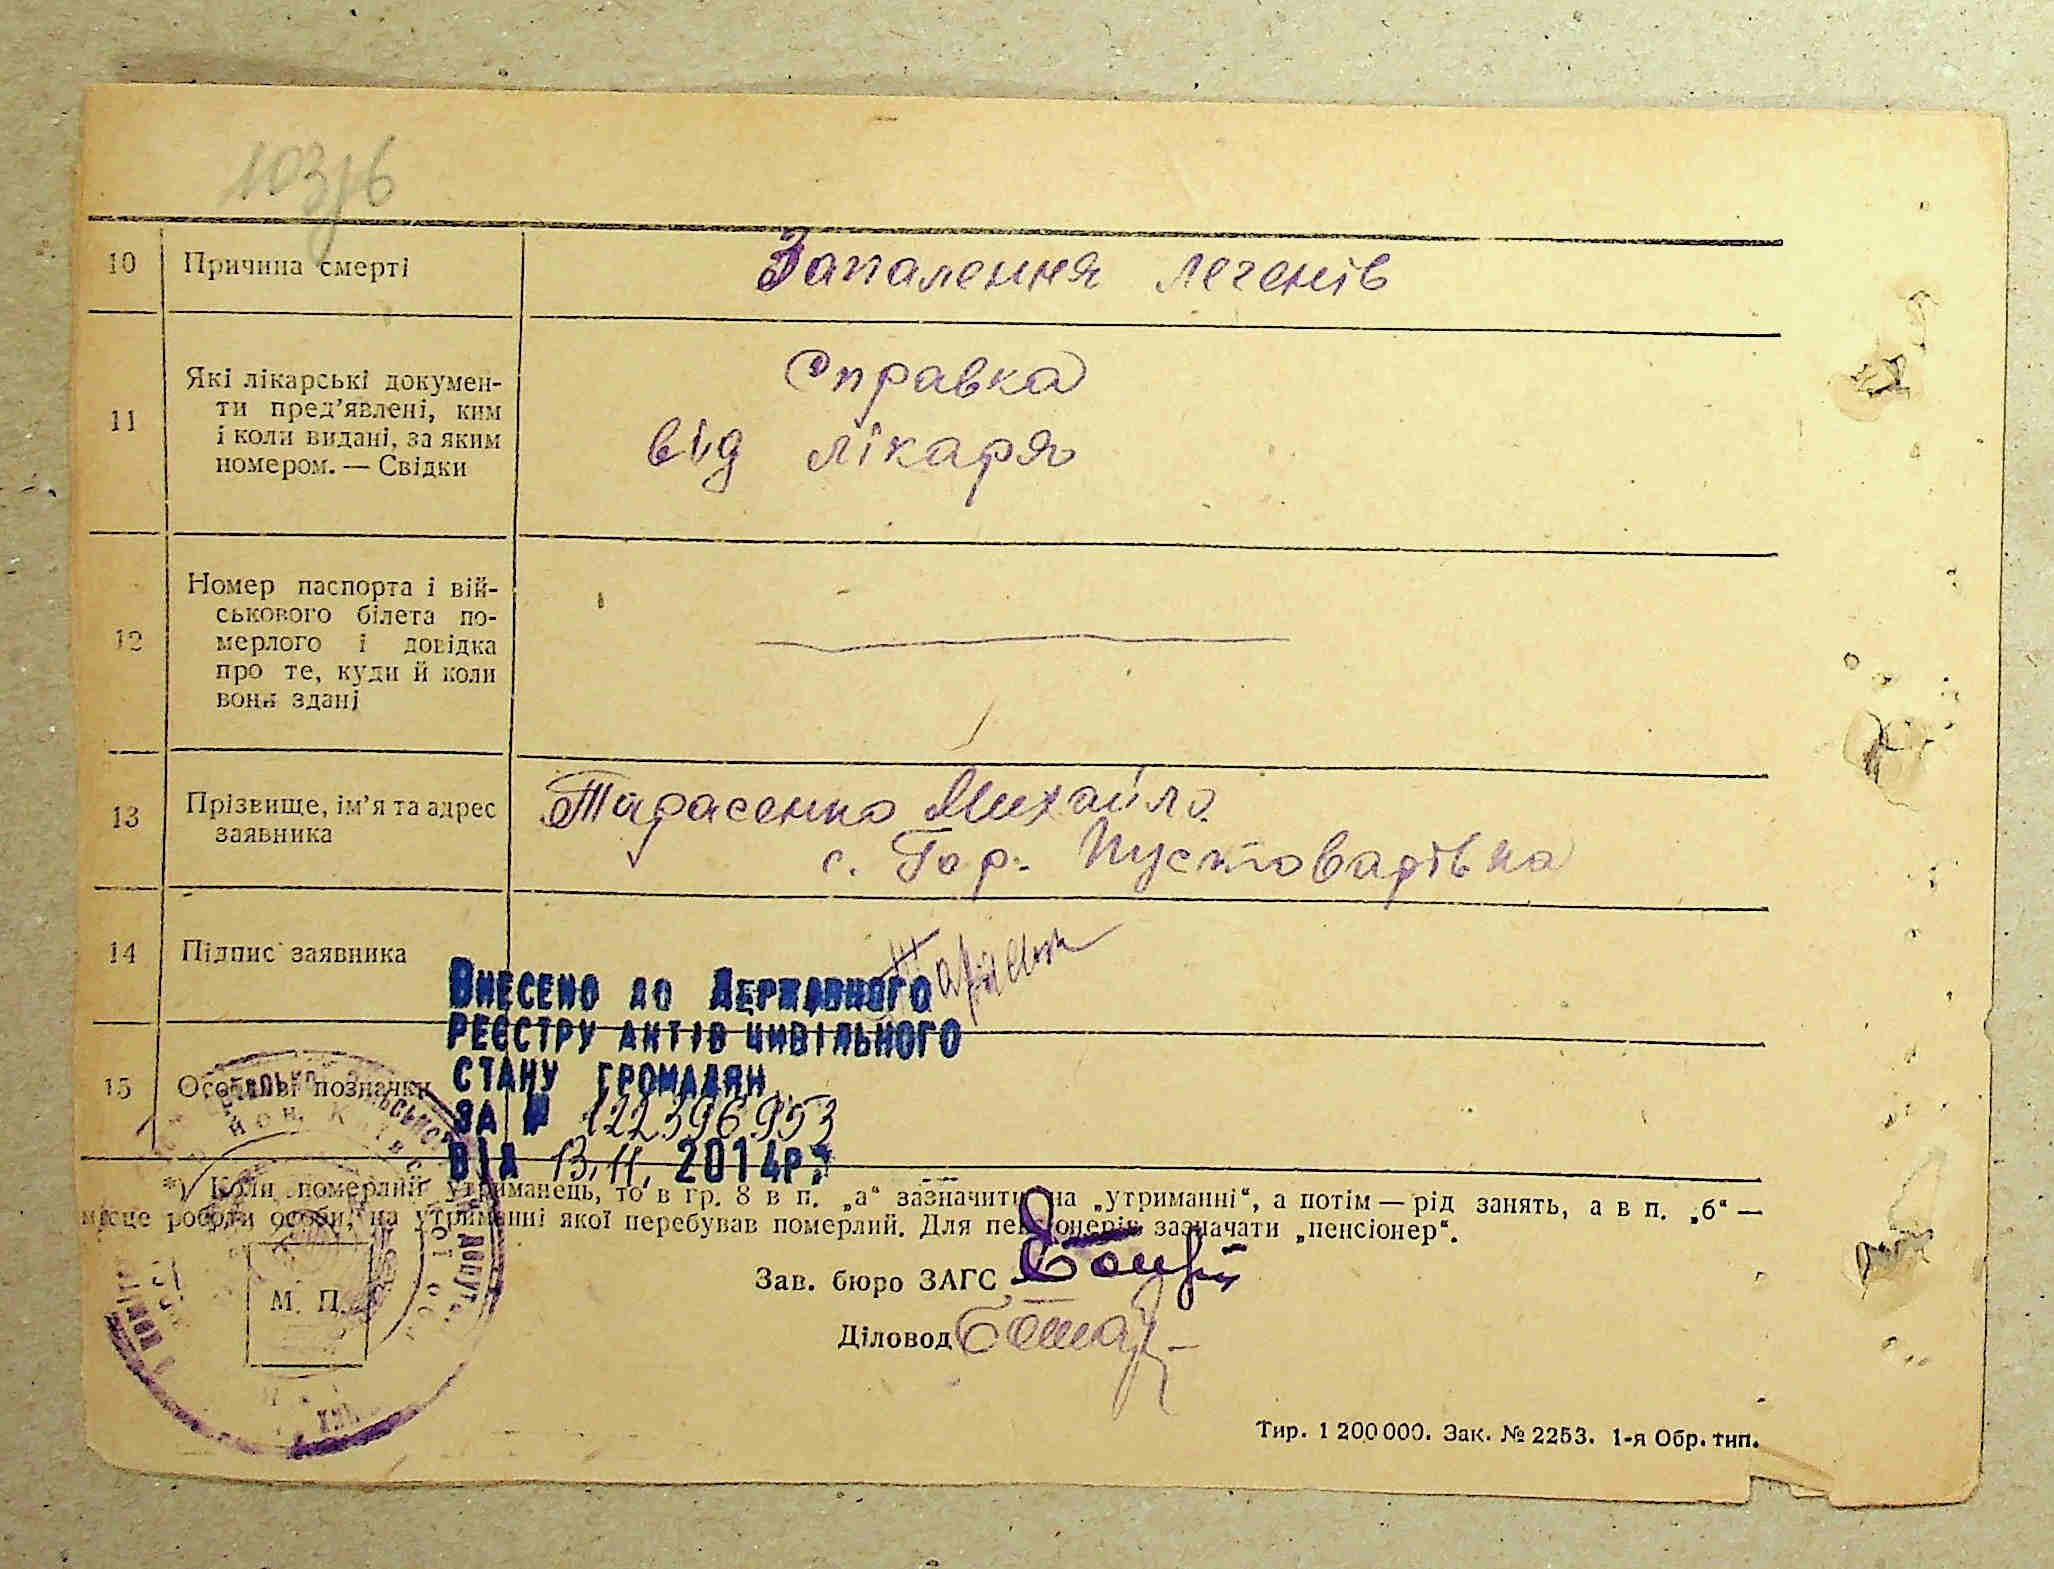 103
10 Причина смерті Запалення легенів
11 Які лікарські докумен-
ти пред'явлені, ким
і коли видані, за яким
номером. — Свідки
Справка
від лікаря
12 Номер паспорта і вій-
ськового білета по-
мерлого і довідка
про те, куди й коли
вони здані
13 Прізвище, ім'я та адрес
заявника
Тарасенко Михайло
с. Гор. Пустоварівка
14 Підпис заявника
Внесено до Державного
реєстру актів цивільного
15 Особливі позначки
стану громадян
за № 122396953
від 13.11. 2014р.
*) Коли померлий утриманець, то в гр. 8 в п. „а“ зазначити на „утриманні“, а потім — рід занять, а в п. „б“ —
місце роботи особи, на утриманні якої перебував померлий. Для пенсіонерів зазначати „пенсіонер“.
Зав. бюро ЗАГС
М. П.
Діловод
Тир. 1 200 000. Зак. № 2253. 1-я Обр. тип.